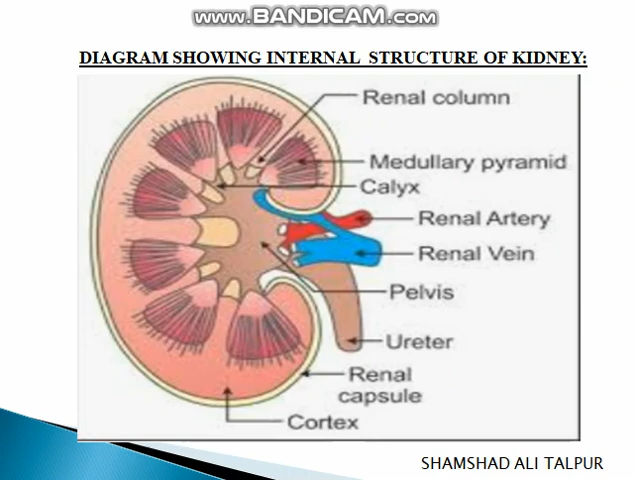 www.BANDICAM.com
DIAGRAM SHOWING INTERNAL STRUCTURE OF KIDNEY:
Renal column
Medullary pyramid
Calyx
Renal Artery
Renal Vein
Pelvis
Ureter
Renal
capsule
Cortex
SHAMSHAD ALI TALPUR